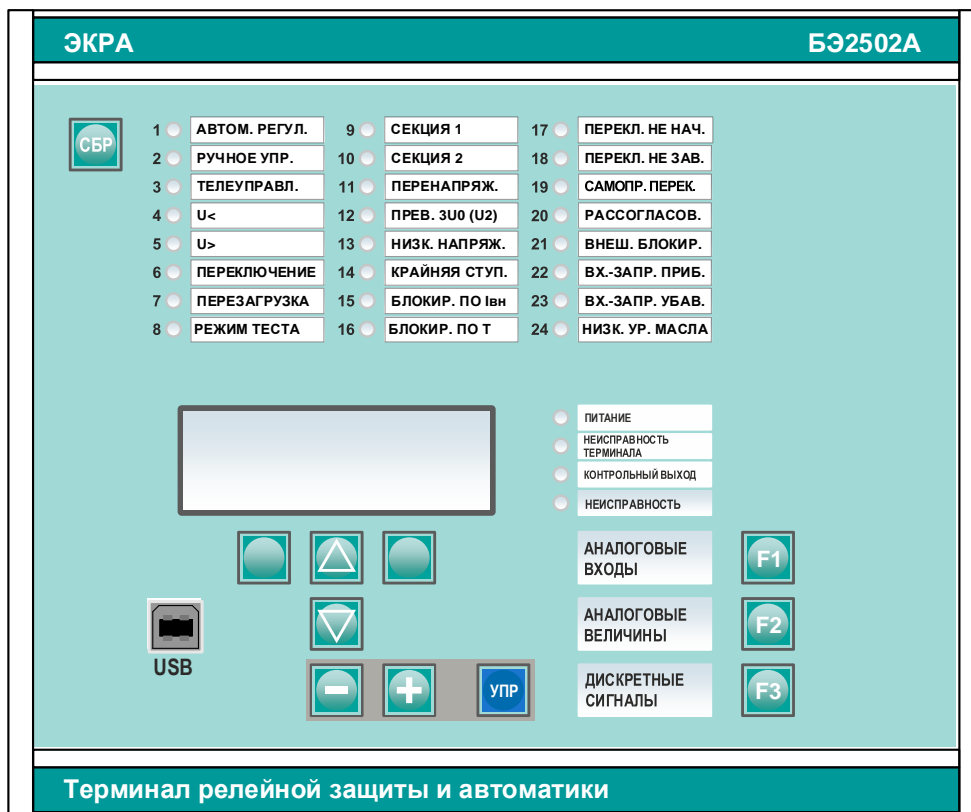 ЭКРА БЭ2502А
СБР
1 АВТОМ. РЕГУЛ.
2 РУЧНОЕ УПР.
3 ТЕЛЕУПРАВЛ.
4 U<
5 U>
6 ПЕРЕКЛЮЧЕНИЕ
7 ПЕРЕЗАГРУЗКА
8 РЕЖИМ ТЕСТА
9 СЕКЦИЯ 1
10 СЕКЦИЯ 2
11 ПЕРЕНАПРЯЖ.
12 ПРЕВ. 3U0 (U2)
13 НИЗК. НАПРЯЖ.
14 КРАЙНЯЯ СТУП.
15 БЛОКИР. ПО Iвн
16 БЛОКИР. ПО Т
17 ПЕРЕКЛ. НЕ НАЧ.
18 ПЕРЕКЛ. НЕ ЗАВ.
19 САМОПР. ПЕРЕК.
20 РАССОГЛАСОВ.
21 ВНЕШ. БЛОКИР.
22 ВХ.-ЗАПР. ПРИБ.
23 ВХ.-ЗАПР. УБАВ.
24 НИЗК. УР. МАСЛА
ПИТАНИЕ
НЕИСПРАВНОСТЬ
ТЕРМИНАЛА
КОНТРОЛЬНЫЙ ВЫХОД
НЕИСПРАВНОСТЬ
АНАЛОГОВЫЕ
ВХОДЫ
F1
АНАЛОГОВЫЕ
ВЕЛИЧИНЫ
F2
USB
УПР
ДИСКРЕТНЫЕ
СИГНАЛЫ
F3
Терминал релейной защиты и автоматики